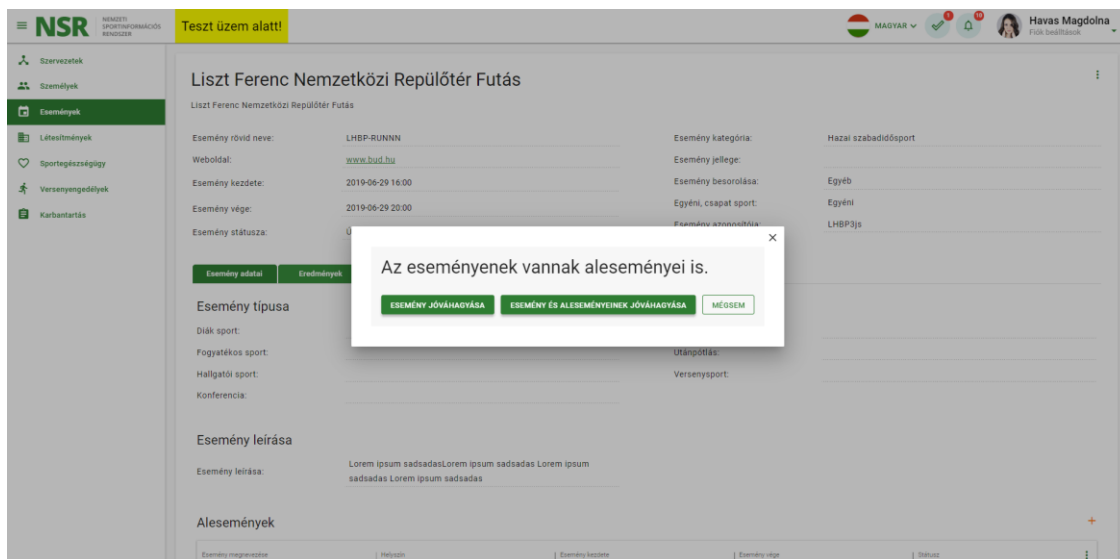 NSR
NEMZETI
SPORTINFORMÁCIÓS
RENDSZER
Teszt üzem alatt!
MAGYAR
1
10
Havas Magdolna
Fiók beállítások
Szervezetek
Személyek
Események
Létesítmények
Sportegészségügy
Versenyengedélyek
Karbantartás
Liszt Ferenc Nemzetközi Repülőtér Futás
Liszt Ferenc Nemzetközi Repülőtér Futás
Esemény rövid neve: LHBP-RUNNN
Weboldal: www.bud.hu
Esemény kezdete: 2019-06-29 16:00
Esemény vége: 2019-06-29 20:00
Esemény státusza:
Esemény kategória: Hazai szabadidősport
Esemény jellege:
Esemény besorolása: Egyéb
Egyéni, csapat sport: Egyéni
Esemény azonosítója: LHBP3js
Az eseményenek vannak aleseményei is.
ESEMÉNY JÓVÁHAGYÁSA ESEMÉNY ÉS ALESEMÉNYEINEK JÓVÁHAGYÁSA MÉGSEM
Esemény adatai Eredmények
Esemény típusa
Diák sport:
Fogyatékos sport:
Hallgatói sport:
Konferencia:
Utánpótlás:
Versenysport:
Esemény leírása
Esemény leírása: Lorem ipsum sadsadasLorem ipsum sadsadas Lorem ipsum
sadsadas Lorem ipsum sadsadas
Alesemények
Esemény megnevezése Helyszín Esemény kezdete Esemény vége Státusz